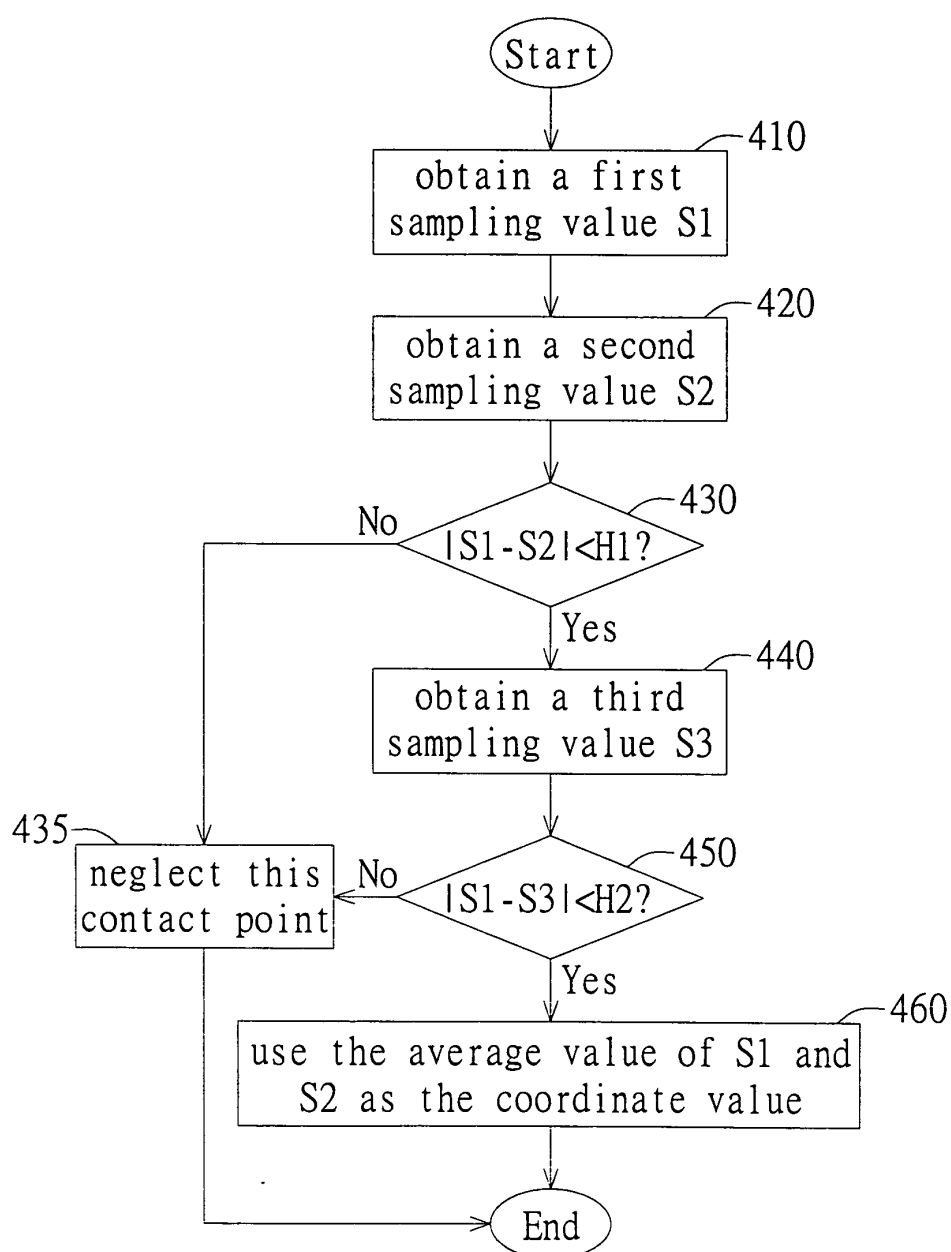 Start
410
obtain a first
sampling value S1
420
obtain a second
sampling value S2
430
No
|S1-S2|<H1?
Yes
440
obtain a third
sampling value S3
435
neglect this
contact point
No
450
|S1-S3|<H2?
Yes
460
use the average value of S1 and
S2 as the coordinate value
End